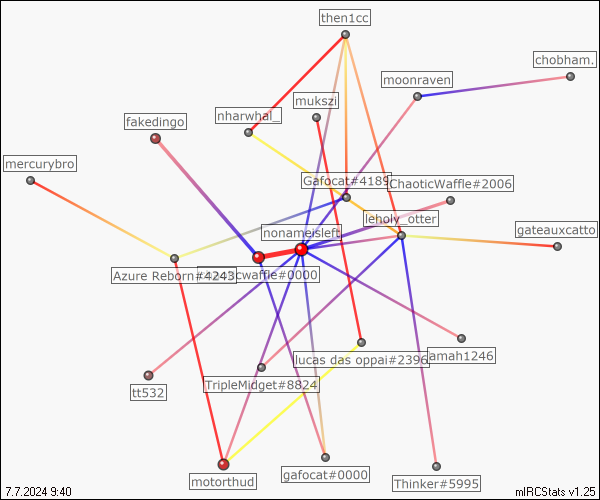 then1cc
chobham.
moonraven
mukszi
nharwhal_
fakedingo
mercurybro
Gafocat#4189
ChaoticWaffle#2006
leholy_otter
nonameisleft
gateauxcatto
Azure Reborn#4243
waffle#0000
lucas das oppai#2396
amah1246
TripleMidget#8824
tt532
gafocat#0000
motorthud
Thinker#5995
7.7.2024 9:40
mIRCStats v1.25